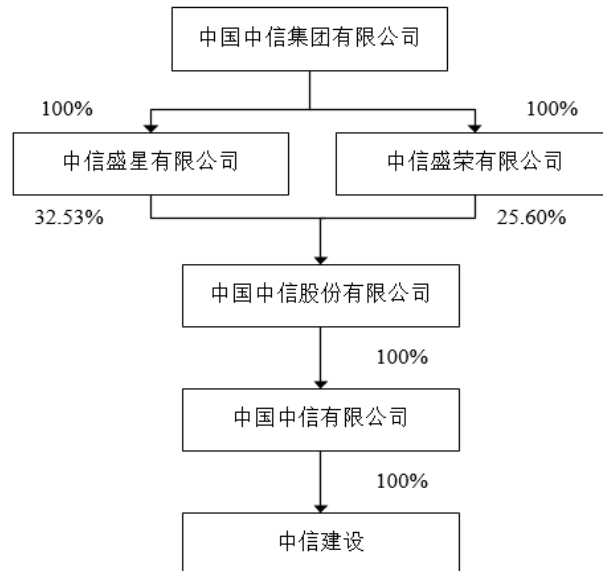 中国中信集团有限公司
100%
100%
中信盛星有限公司
中信盛荣有限公司
32.53%
25.60%
中国中信股份有限公司
100%
中国中信有限公司
100%
中信建设